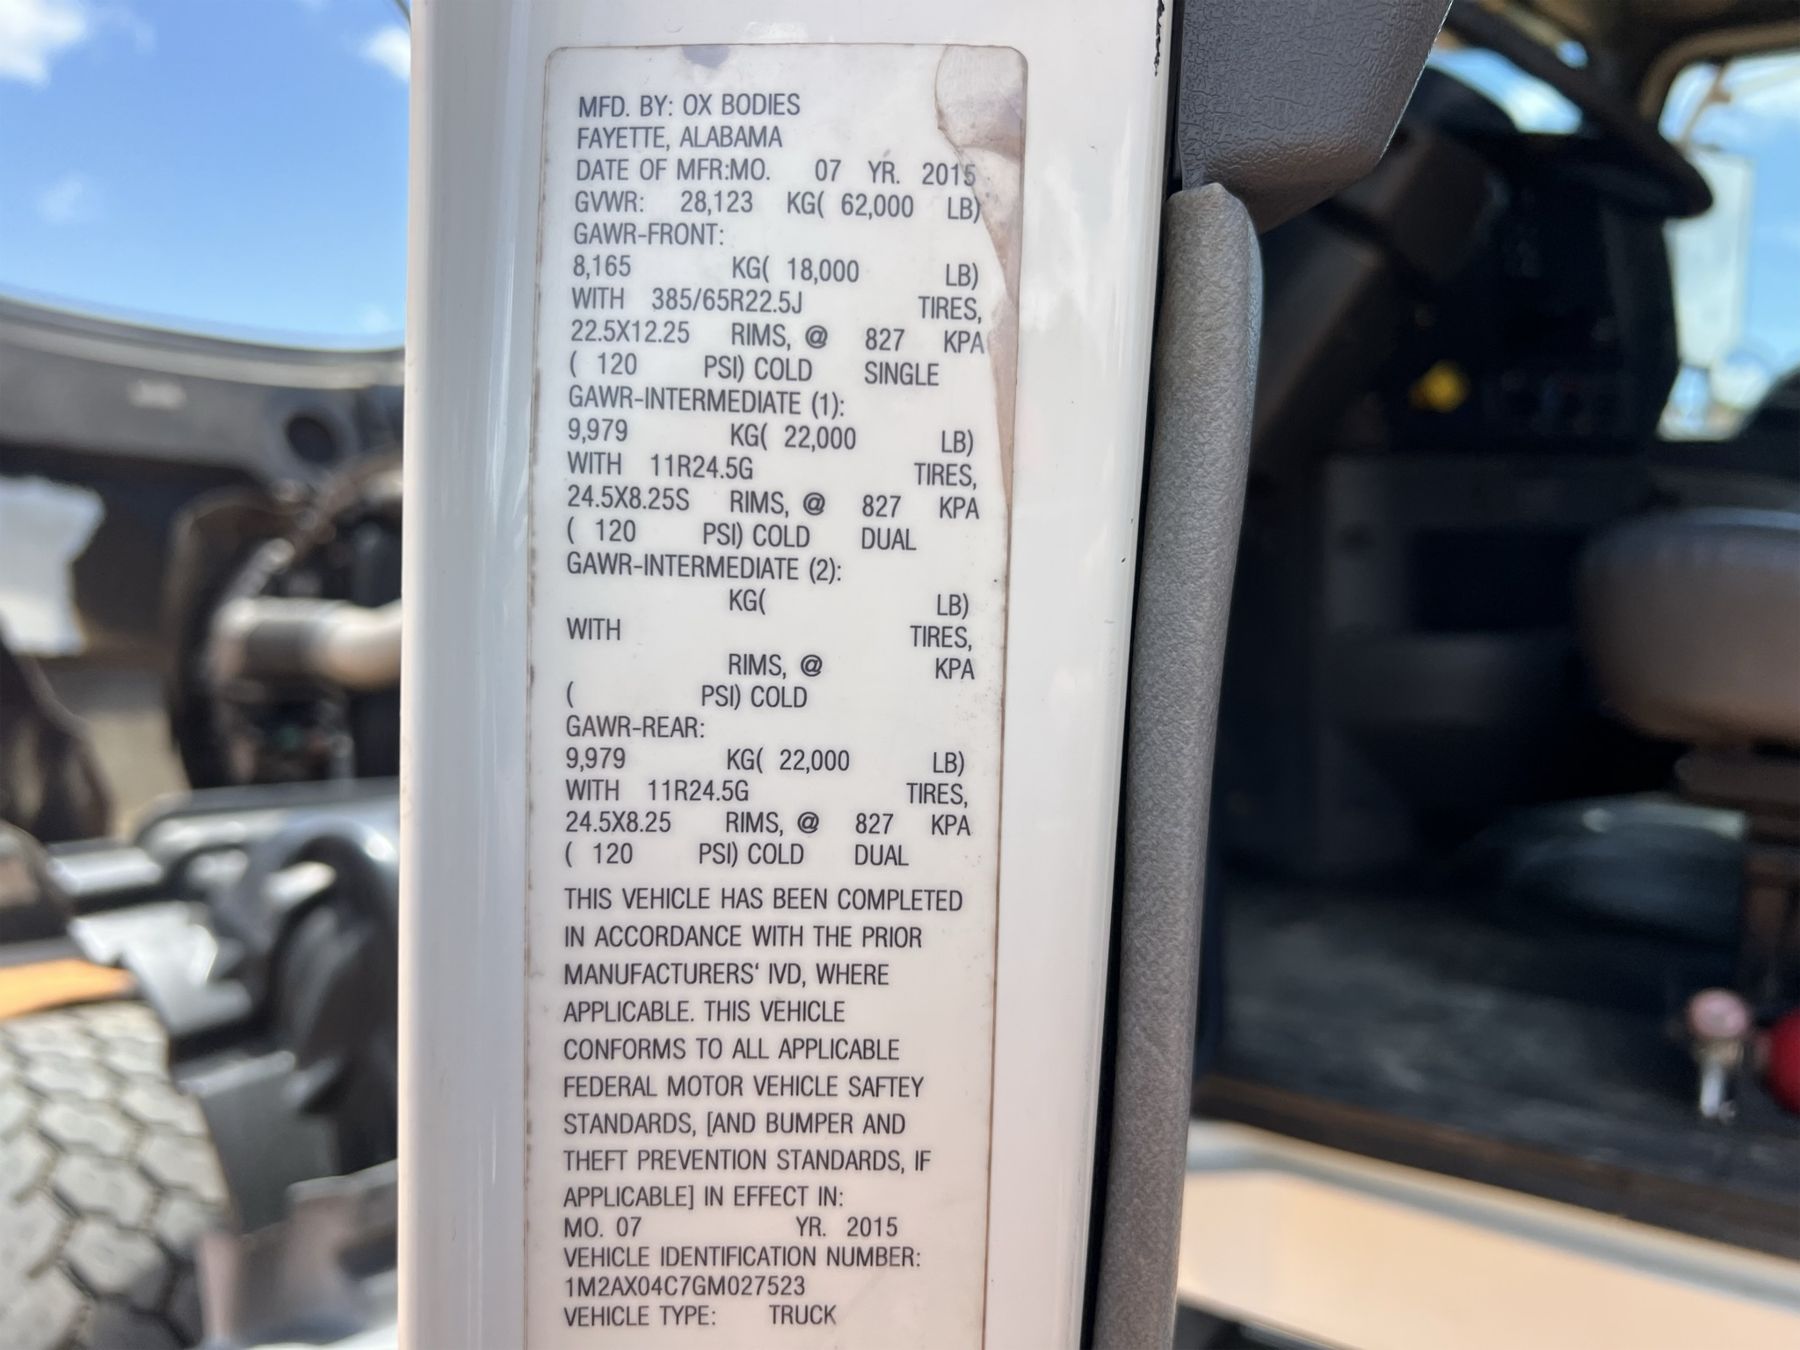 MFD. BY: OX BODIES
FAYETTE, ALABAMA
DATE OF MFR:MO. 07 YR. 2015
GVWR: 28,123 KG( 62,000 LB)
GAWR-FRONT:
8,165 KG( 18,000 LB)
WITH 385/65R22.5J TIRES,
22.5X12.25 RIMS, @ 827 KPA
( 120 PSI) COLD SINGLE
GAWR-INTERMEDIATE (1):
9,979 KG( 22,000 LB)
WITH 11R24.5G TIRES,
24.5X8.25S RIMS, @ 827 KPA
( 120 PSI) COLD DUAL
GAWR-INTERMEDIATE (2):
KG( LB)
WITH TIRES,
RIMS, @ KPA
( PSI) COLD
GAWR-REAR:
9,979 KG( 22,000 LB)
WITH 11R24.5G TIRES,
24.5X8.25 RIMS, @ 827 KPA
( 120 PSI) COLD DUAL
THIS VEHICLE HAS BEEN COMPLETED
IN ACCORDANCE WITH THE PRIOR
MANUFACTURERS' IVD, WHERE
APPLICABLE. THIS VEHICLE
CONFORMS TO ALL APPLICABLE
FEDERAL MOTOR VEHICLE SAFTEY
STANDARDS, [AND BUMPER AND
THEFT PREVENTION STANDARDS, IF
APPLICABLE] IN EFFECT IN:
MO. 07 YR. 2015
VEHICLE IDENTIFICATION NUMBER:
1M2AX04C7GM027523
VEHICLE TYPE: TRUCK